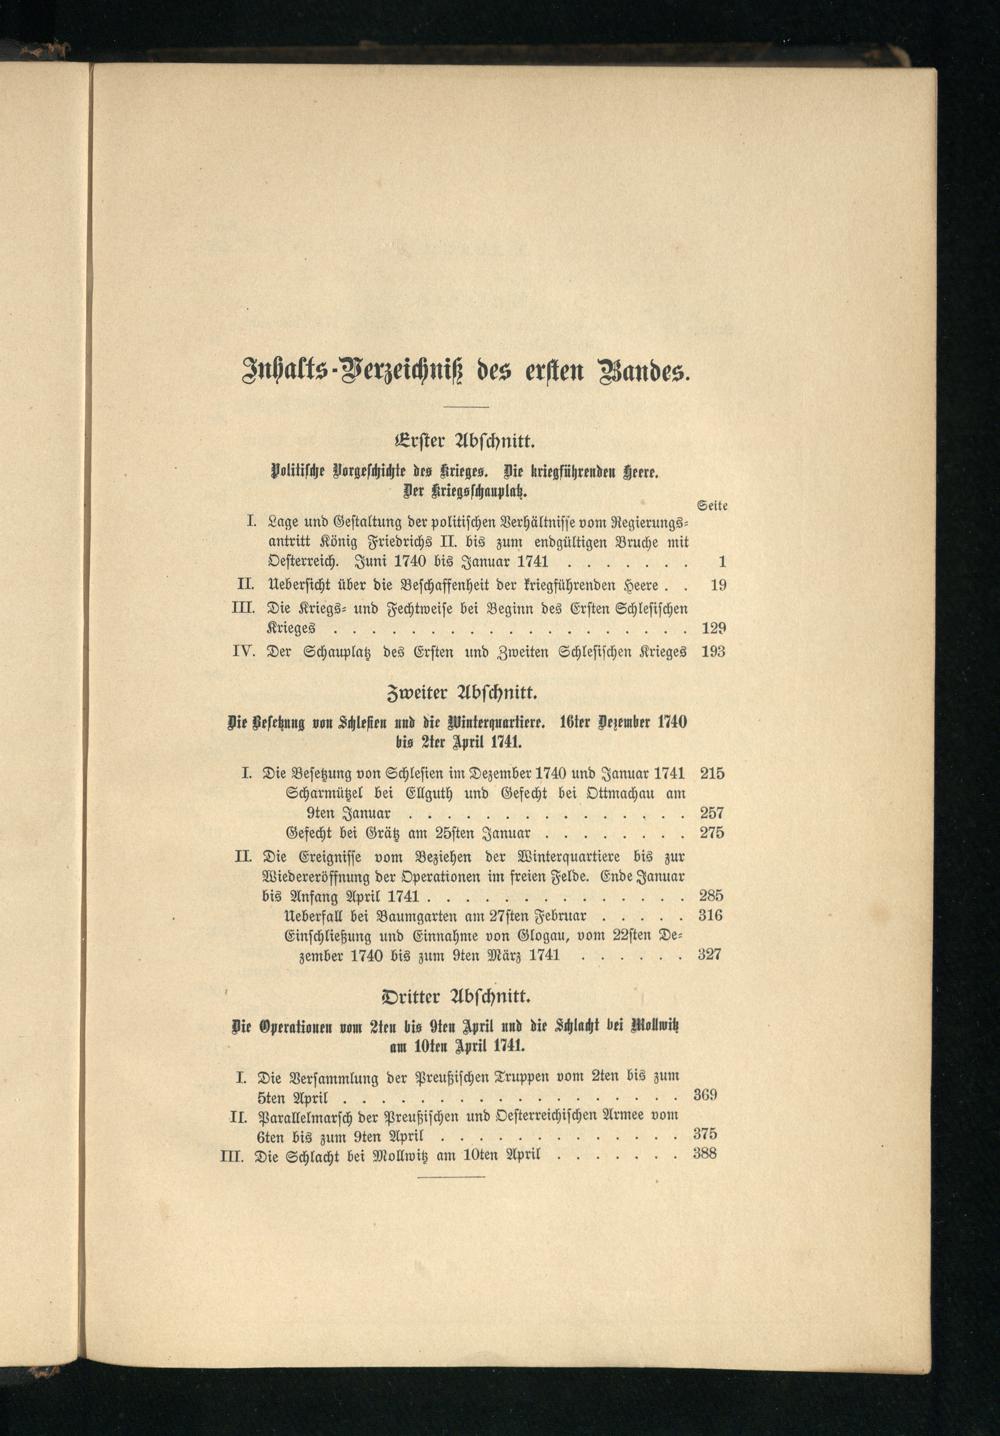 Inhalts-Verzeichniß des ersten Bandes.
Erster Abschnitt.
Politische Vorgeschichte des Krieges. Die kriegführenden Heere.
Der Kriegsschauplatz.
Seite
I. Lage und Gestaltung der politischen Verhältnisse vom Regierungs-
antritt König Friedrichs II. bis zum endgültigen Bruche mit
Oesterreich. Juni 1740 bis Januar 1741 . . . . . . . 1
II. Uebersicht über die Beschaffenheit der kriegführenden Heere . . 19
III. Die Kriegs- und Fechtweise bei Beginn des Ersten Schlesischen
Krieges . . . . . . . . . . . . . . . . . . 129
IV. Der Schauplatz des Ersten und Zweiten Schlesischen Krieges 193
Zweiter Abschnitt.
Die Besetzung von Schlesien und die Winterquartiere. 16ter Dezember 1740
bis 2ter April 1741.
I. Die Besetzung von Schlesien im Dezember 1740 und Januar 1741 215
Scharmützel bei Ellguth und Gefecht bei Ottmachau am
9ten Januar . . . . . . . . . . . . . . 257
Gefecht bei Grätz am 25sten Januar . . . . . . . . 275
II. Die Ereignisse vom Beziehen der Winterquartiere bis zur
Wiedereröffnung der Operationen im freien Felde. Ende Januar
bis Anfang April 1741 . . . . . . . . . . . . . 285
Ueberfall bei Baumgarten am 27sten Februar . . . . . 316
Einschließung und Einnahme von Glogau, vom 22sten De-
zember 1740 bis zum 9ten März 1741 . . . . . . 327
Dritter Abschnitt.
Die Operationen vom 2ten bis 9ten April und die Schlacht bei Mollwitz
am 10ten April 1741.
I. Die Versammlung der Preußischen Truppen vom 2ten bis zum
5ten April . . . . . . . . . . . . . . . . . 369
II. Parallelmarsch der Preußischen und Oesterreichischen Armee vom
6ten bis zum 9ten April . . . . . . . . . . . . 375
III. Die Schlacht bei Mollwitz am 10ten April . . . . . . . 388